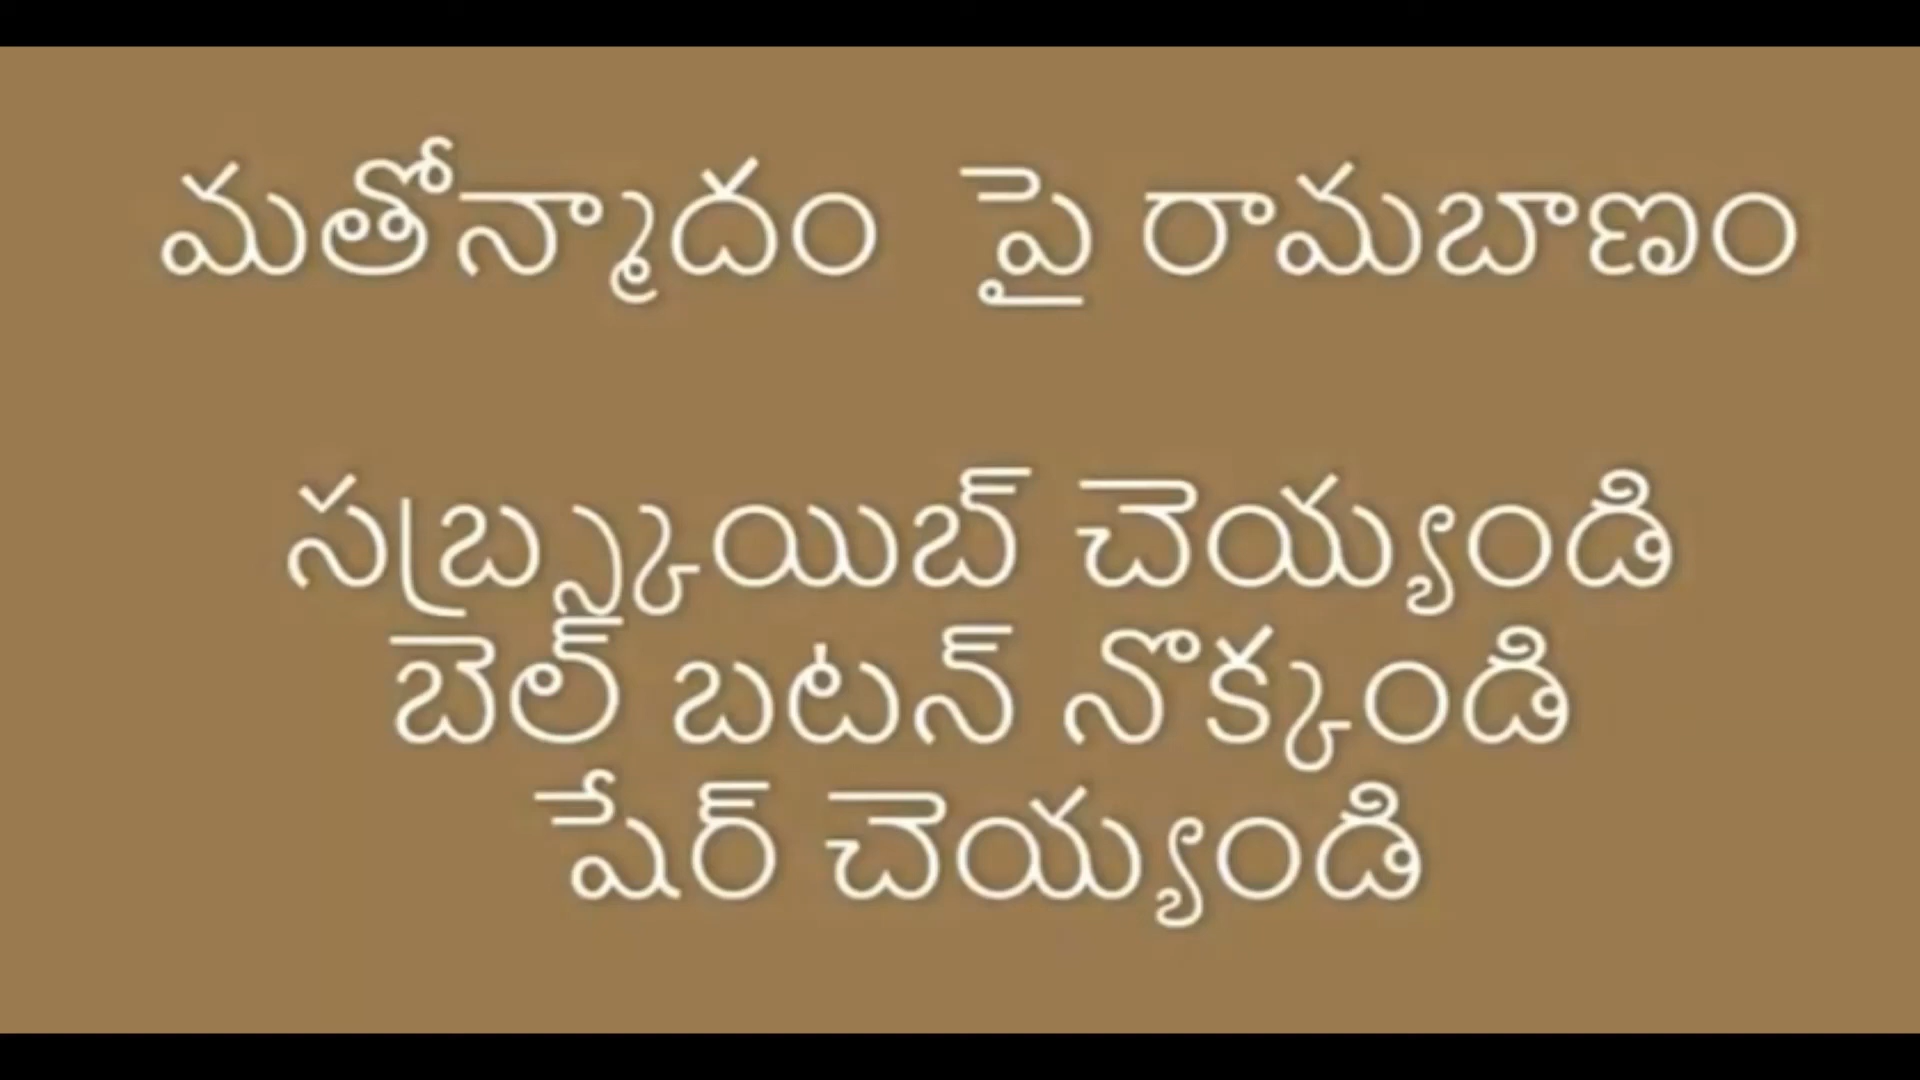 మతోన్మాదం పై రామబాణం
సబ్స్క్రయిబ్ చెయ్యండి
బెల్ బటన్ నొక్కండి
షేర్ చెయ్యండి